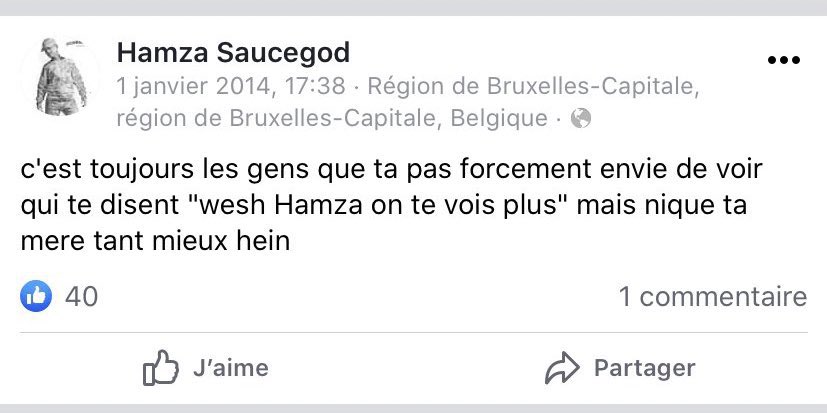 Hamza Saucegod
1 janvier 2014, 17:38 · Région de Bruxelles-Capitale,
région de Bruxelles-Capitale, Belgique ·
c'est toujours les gens que ta pas forcement envie de voir
qui te disent "wesh Hamza on te vois plus" mais nique ta
mere tant mieux hein
40
1 commentaire
J'aime
Partager